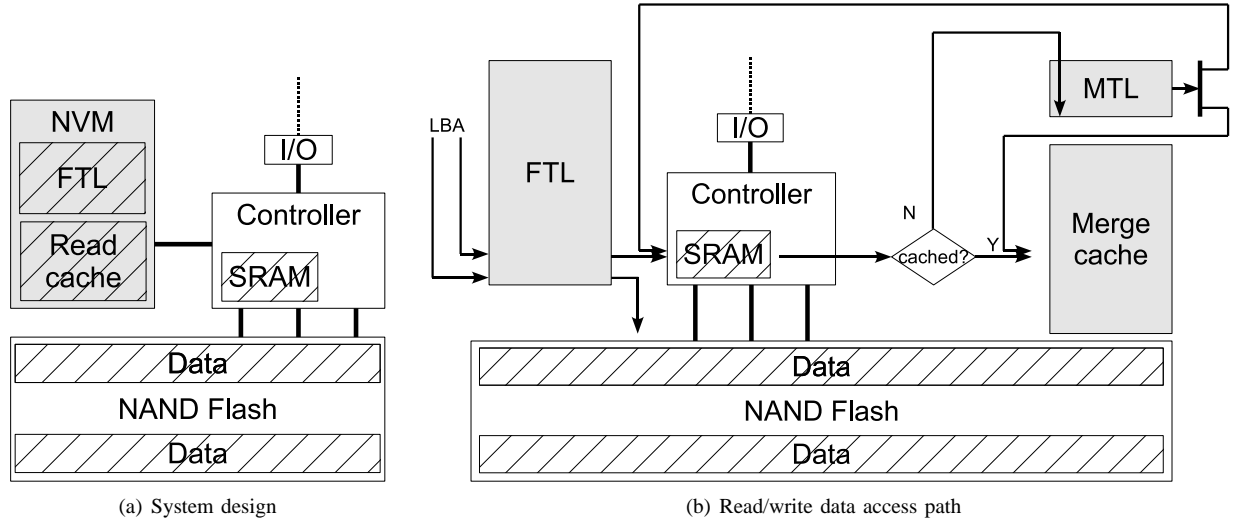 NVM
FTL
Read
cache
I/O
Controller
SRAM
Data
NAND Flash
Data
(a) System design
LBA
FTL
I/O
Controller
SRAM
N
cached?
Y
MTL
Merge
cache
Data
NAND Flash
Data
(b) Read/write data access path